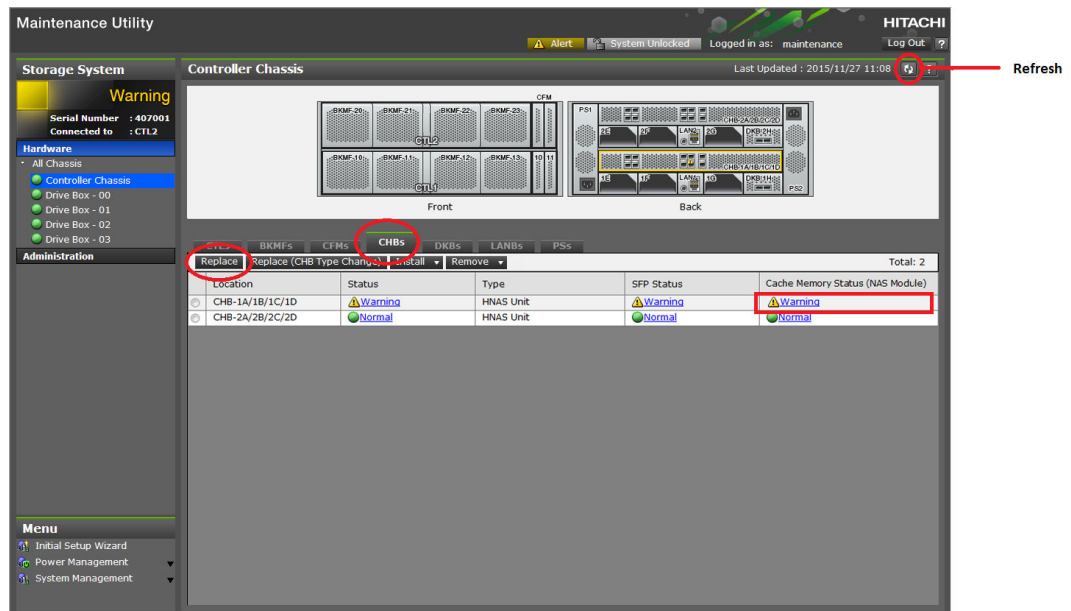 Maintenance Utility
HITACHI
Alert System Unlocked Logged in as: maintenance Log Out ?
Storage System
Warning
Serial Number : 407001
Connected to : CTL2
Hardware
All Chassis
Controller Chassis
Drive Box - 00
Drive Box - 01
Drive Box - 02
Drive Box - 03
Administration
Menu
Initial Setup Wizard
Power Management
System Management
Controller Chassis
Last Updated : 2015/11/27 11:08 ?
Refresh
CFM
BKMF-20 BKMF-21 BKMF-22 BKMF-23
CTL2
BKMF-10 BKMF-11 BKMF-12 BKMF-13 10 11
CTL1
Front
PS1
CHB-2A/2B/2C/2D
2E 2F LAN2 2G DKB-2H
CHB-1A/1B/1C/1D
1E 1F LAN1 1G DKB-1H
PS2
Back
CTLs BKMFs CFMs CHBs DKBs LANBs PSs
Replace Replace (CHB Type Change) Install Remove Total: 2
Location Status Type SFP Status Cache Memory Status (NAS Module)
CHB-1A/1B/1C/1D Warning HNAS Unit Warning Warning
CHB-2A/2B/2C/2D Normal HNAS Unit Normal Normal